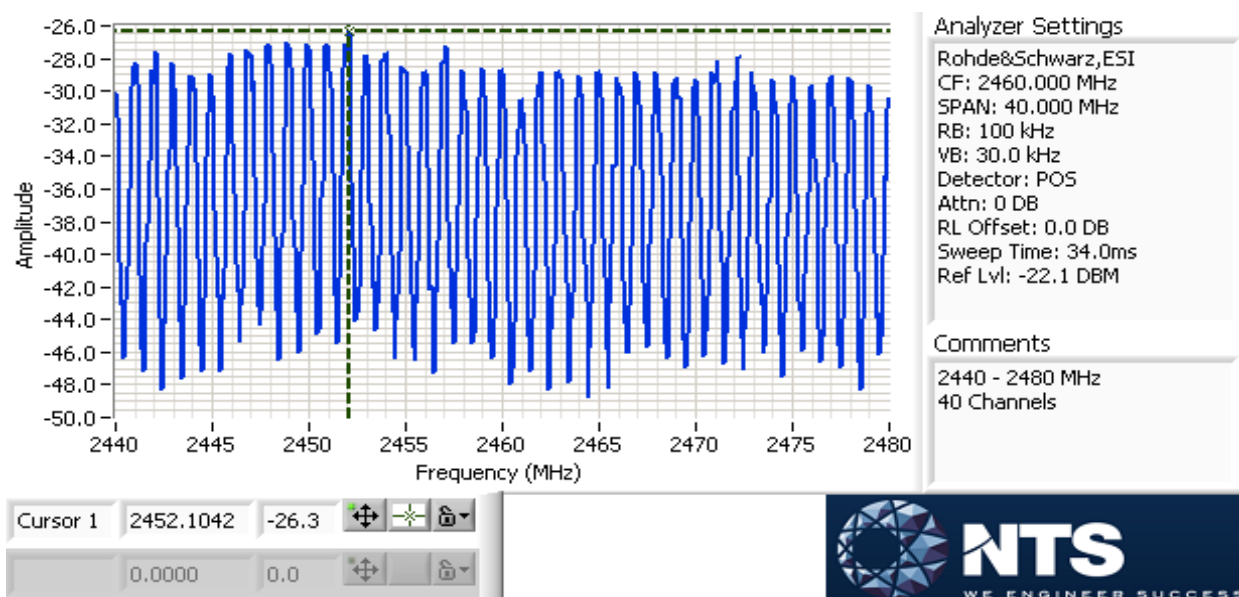 Analyzer Settings
Rohde&Schwarz,ESI
CF: 2460.000 MHz
SPAN: 40.000 MHz
RB: 100 kHz
VB: 30.0 kHz
Detector: POS
Attn: 0 DB
RL Offset: 0.0 DB
Sweep Time: 34.0ms
Ref Lvl: -22.1 DBM
Comments
2440 - 2480 MHz
40 Channels
Amplitude
-26.0
-28.0
-30.0
-32.0
-34.0
-36.0
-38.0
-40.0
-42.0
-44.0
-46.0
-48.0
-50.0
2440 2445 2450 2455 2460 2465 2470 2475 2480
Frequency (MHz)
Cursor 1 2452.1042 -26.3
0.0000 0.0
NTS
WE ENGINEER SUCCESS